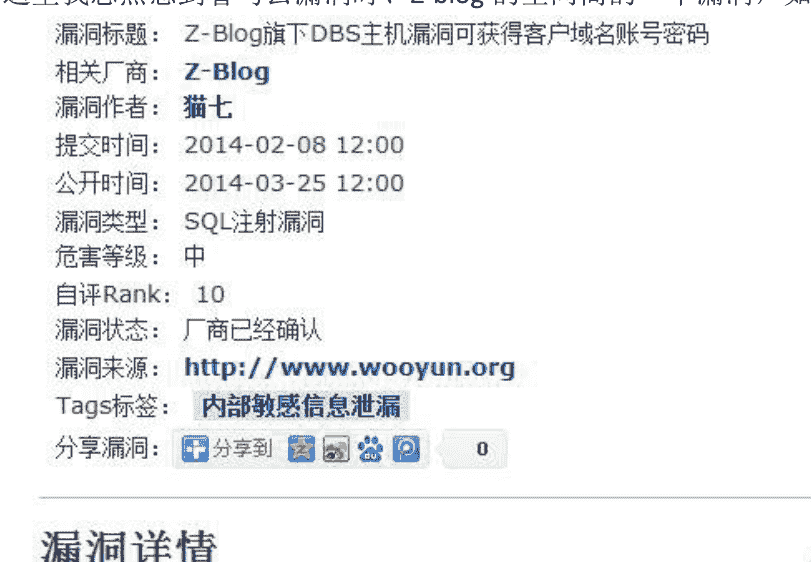 漏洞标题： Z-Blog旗下DBS主机漏洞可获得客户域名账号密码
相关厂商： Z-Blog
漏洞作者： 猫七
提交时间： 2014-02-08 12:00
公开时间： 2014-03-25 12:00
漏洞类型： SQL注射漏洞
危害等级： 中
自评Rank： 10
漏洞状态： 厂商已经确认
漏洞来源： http://www.wooyun.org
Tags标签： 内部敏感信息泄漏
分享漏洞： 分享到 0
漏洞详情